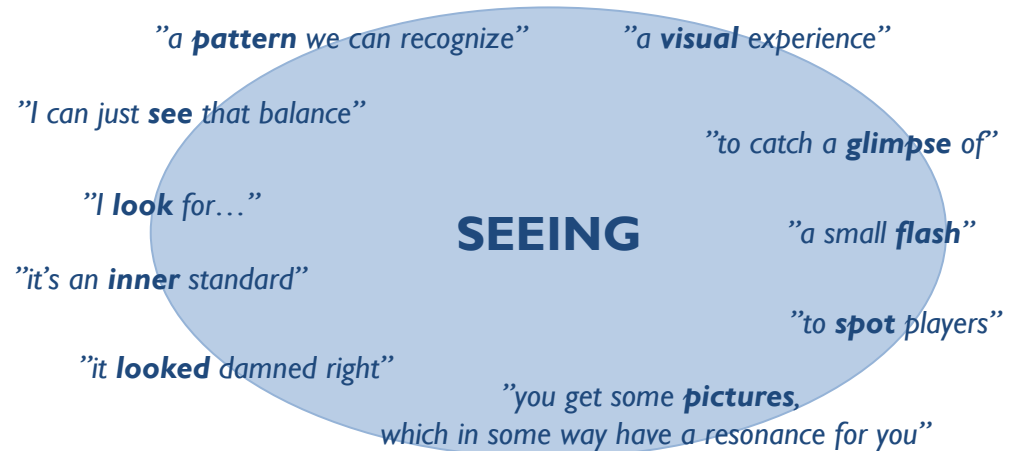 ”a pattern we can recognize”
”a visual experience”
”I can just see that balance”
”to catch a glimpse of”
”I look for…”
SEEING
”a small flash”
”it’s an inner standard”
”to spot players”
”it looked damned right”
”you get some pictures,
which in some way have a resonance for you”